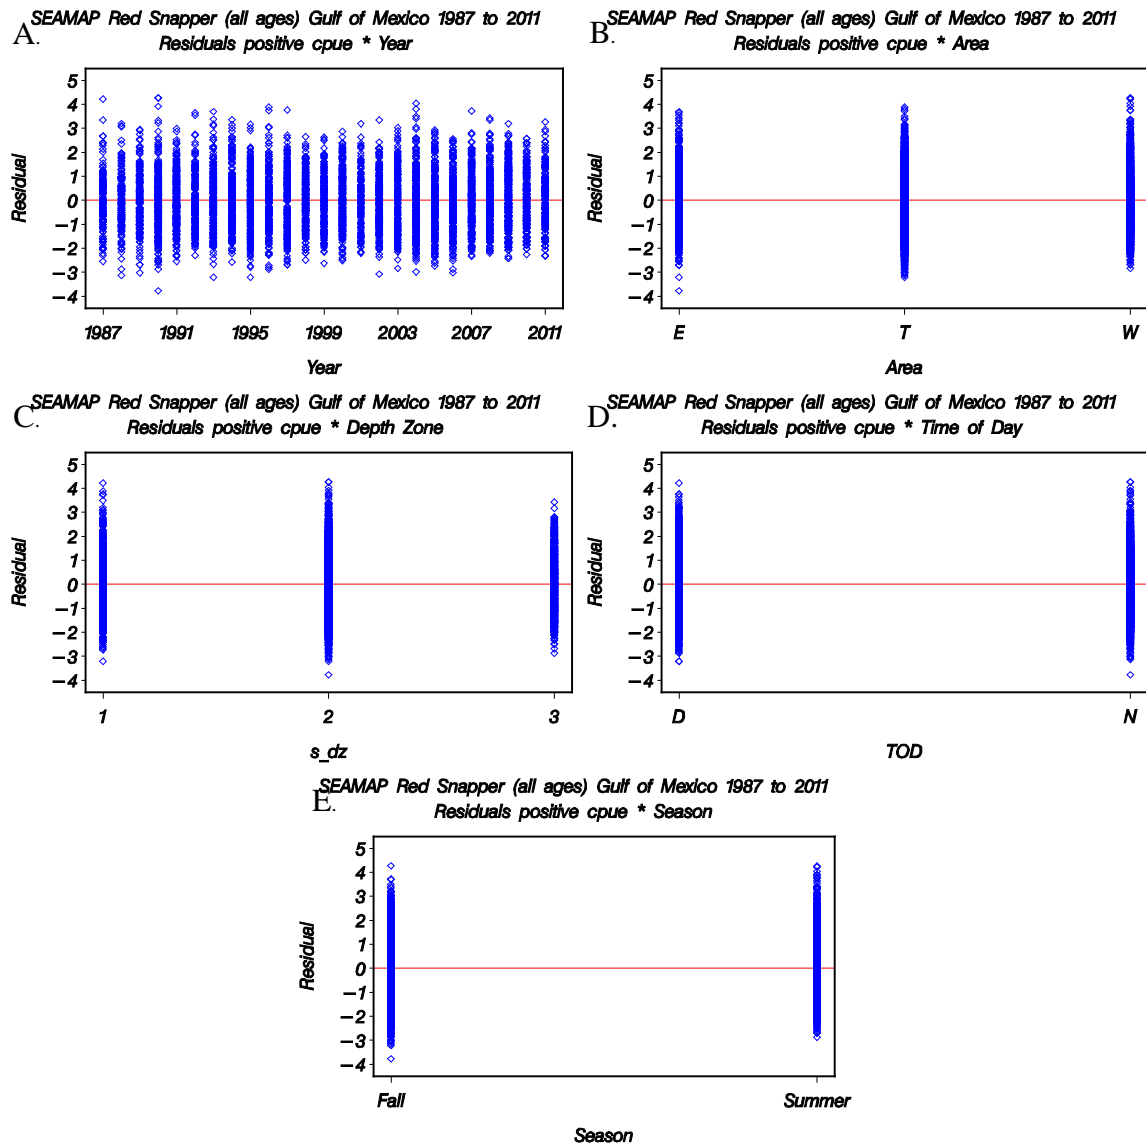 A.
SEAMAP Red Snapper (all ages) Gulf of Mexico 1987 to 2011
Residuals positive cpue * Year
5
4
3
2
1
0
−1
−2
−3
−4
Residual
1987 1991 1995 1999 2003 2007 2011
Year
B.
SEAMAP Red Snapper (all ages) Gulf of Mexico 1987 to 2011
Residuals positive cpue * Area
5
4
3
2
1
0
−1
−2
−3
−4
Residual
E T W
Area
C.
SEAMAP Red Snapper (all ages) Gulf of Mexico 1987 to 2011
Residuals positive cpue * Depth Zone
5
4
3
2
1
0
−1
−2
−3
−4
Residual
1 2 3
s_dz
D.
SEAMAP Red Snapper (all ages) Gulf of Mexico 1987 to 2011
Residuals positive cpue * Time of Day
5
4
3
2
1
0
−1
−2
−3
−4
Residual
D N
TOD
E.
SEAMAP Red Snapper (all ages) Gulf of Mexico 1987 to 2011
Residuals positive cpue * Season
5
4
3
2
1
0
−1
−2
−3
−4
Residual
Fall Summer
Season